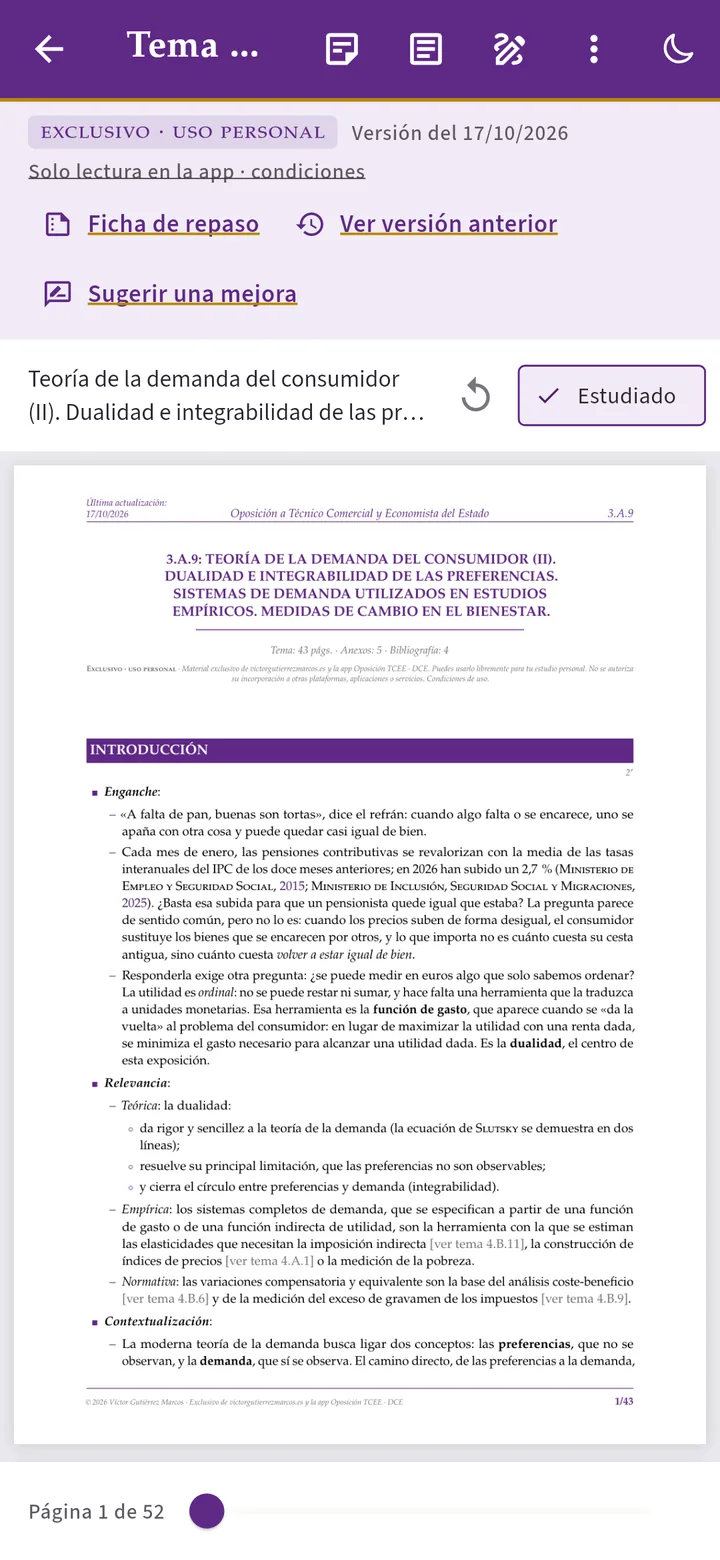 Tema ...
EXCLUSIVO · USO PERSONAL Versión del 17/10/2026
Solo lectura en la app · condiciones
Ficha de repaso Ver versión anterior
Sugerir una mejora
Teoría de la demanda del consumidor
(II). Dualidad e integrabilidad de las pr…
Estudiado
Última actualización:
17/10/2026 Oposición a Técnico Comercial y Economista del Estado 3.A.9
3.A.9: TEORÍA DE LA DEMANDA DEL CONSUMIDOR (II).
DUALIDAD E INTEGRABILIDAD DE LAS PREFERENCIAS.
SISTEMAS DE DEMANDA UTILIZADOS EN ESTUDIOS
EMPÍRICOS. MEDIDAS DE CAMBIO EN EL BIENESTAR.
Tema: 43 págs. · Anexos: 5 · Bibliografía: 4
EXCLUSIVO · USO PERSONAL · Material exclusivo de victorgutierrezmarcos.es y la app Oposición TCEE · DCE. Puedes usarlo libremente para tu estudio personal. No se autoriza
su incorporación a otras plataformas, aplicaciones o servicios. Condiciones de uso.
INTRODUCCIÓN
2'
■ Enganche:
– «A falta de pan, buenas son tortas», dice el refrán: cuando algo falta o se encarece, uno se
apaña con otra cosa y puede quedar casi igual de bien.
– Cada mes de enero, las pensiones contributivas se revalorizan con la media de las tasas
interanuales del IPC de los doce meses anteriores; en 2026 han subido un 2,7 % (MINISTERIO DE
EMPLEO Y SEGURIDAD SOCIAL, 2015; MINISTERIO DE INCLUSIÓN, SEGURIDAD SOCIAL Y MIGRACIONES,
2025). ¿Basta esa subida para que un pensionista quede igual que estaba? La pregunta parece
de sentido común, pero no lo es: cuando los precios suben de forma desigual, el consumidor
sustituye los bienes que se encarecen por otros, y lo que importa no es cuánto cuesta su cesta
antigua, sino cuánto cuesta volver a estar igual de bien.
– Responderla exige otra pregunta: ¿se puede medir en euros algo que solo sabemos ordenar?
La utilidad es ordinal: no se puede restar ni sumar, y hace falta una herramienta que la traduzca
a unidades monetarias. Esa herramienta es la función de gasto, que aparece cuando se «da la
vuelta» al problema del consumidor: en lugar de maximizar la utilidad con una renta dada,
se minimiza el gasto necesario para alcanzar una utilidad dada. Es la dualidad, el centro de
esta exposición.
■ Relevancia:
– Teórica: la dualidad:
◦ da rigor y sencillez a la teoría de la demanda (la ecuación de SLUTSKY se demuestra en dos
líneas);
◦ resuelve su principal limitación, que las preferencias no son observables;
◦ y cierra el círculo entre preferencias y demanda (integrabilidad).
– Empírica: los sistemas completos de demanda, que se especifican a partir de una función
de gasto o de una función indirecta de utilidad, son la herramienta con la que se estiman
las elasticidades que necesitan la imposición indirecta [ver tema 4.B.11], la construcción de
índices de precios [ver tema 4.A.1] o la medición de la pobreza.
– Normativa: las variaciones compensatoria y equivalente son la base del análisis coste-beneficio
[ver tema 4.B.6] y de la medición del exceso de gravamen de los impuestos [ver tema 4.B.9].
■ Contextualización:
– La moderna teoría de la demanda busca ligar dos conceptos: las preferencias, que no se
observan, y la demanda, que sí se observa. El camino directo, de las preferencias a la demanda,
© 2026 Víctor Gutiérrez Marcos · Exclusivo de victorgutierrezmarcos.es y la app Oposición TCEE · DCE 1/43
Página 1 de 52